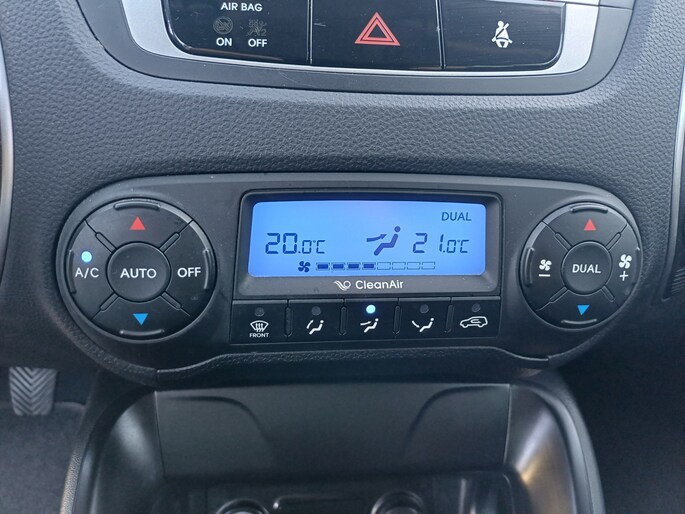 AIR BAG
ON OFF
DUAL
20.0°C 21.0°C
CleanAir
A/C AUTO OFF
DUAL
FRONT